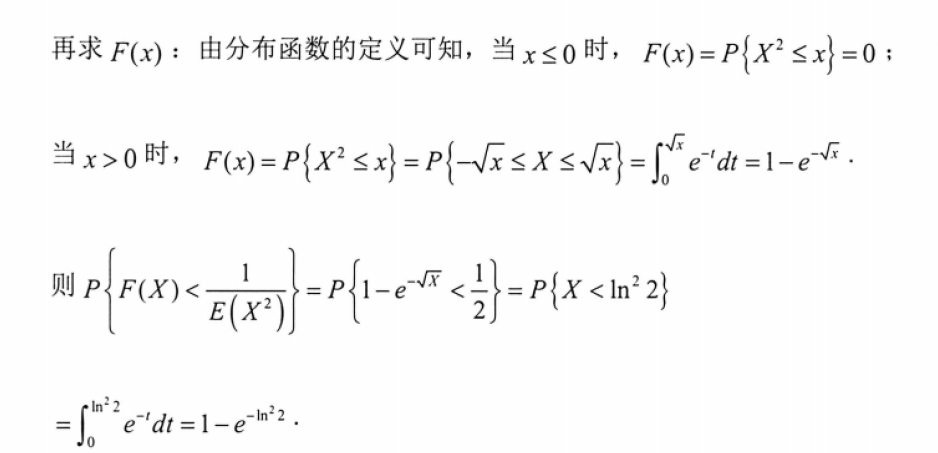 再求 F(x)：由分布函数的定义可知，当 x≤0 时，F(x)=P{X²≤x}=0；
当 x>0 时，F(x)=P{X²≤x}=P{-√x≤X≤√x}=∫₀^{√x} e^{-t}dt=1-e^{-√x}.
则 P{F(X)<1/E(X²)}=P{1-e^{-√X}<1/2}=P{X<ln²2}
=∫₀^{ln²2} e^{-t}dt=1-e^{-ln²2}.